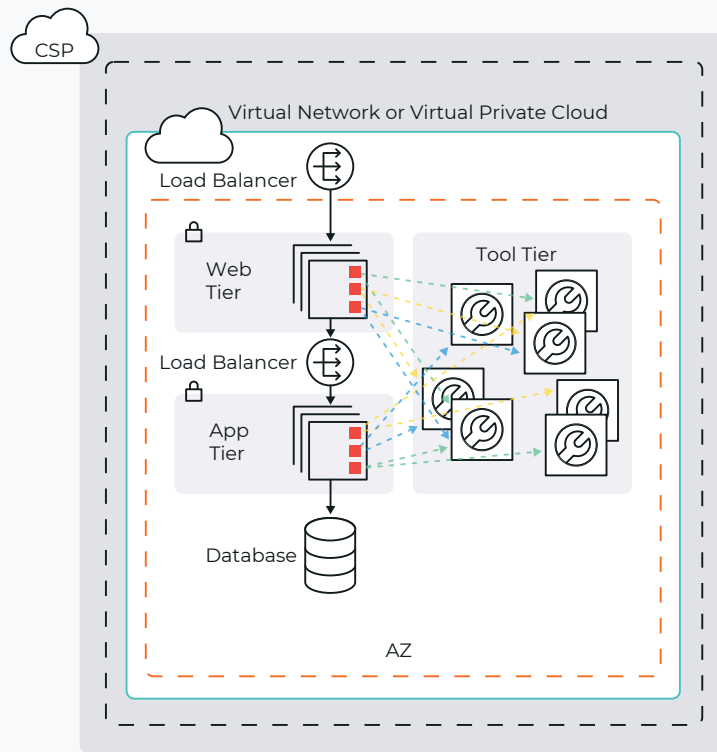 CSP
Virtual Network or Virtual Private Cloud
Load Balancer
Web
Tier
Tool Tier
Load Balancer
App
Tier
Database
AZ